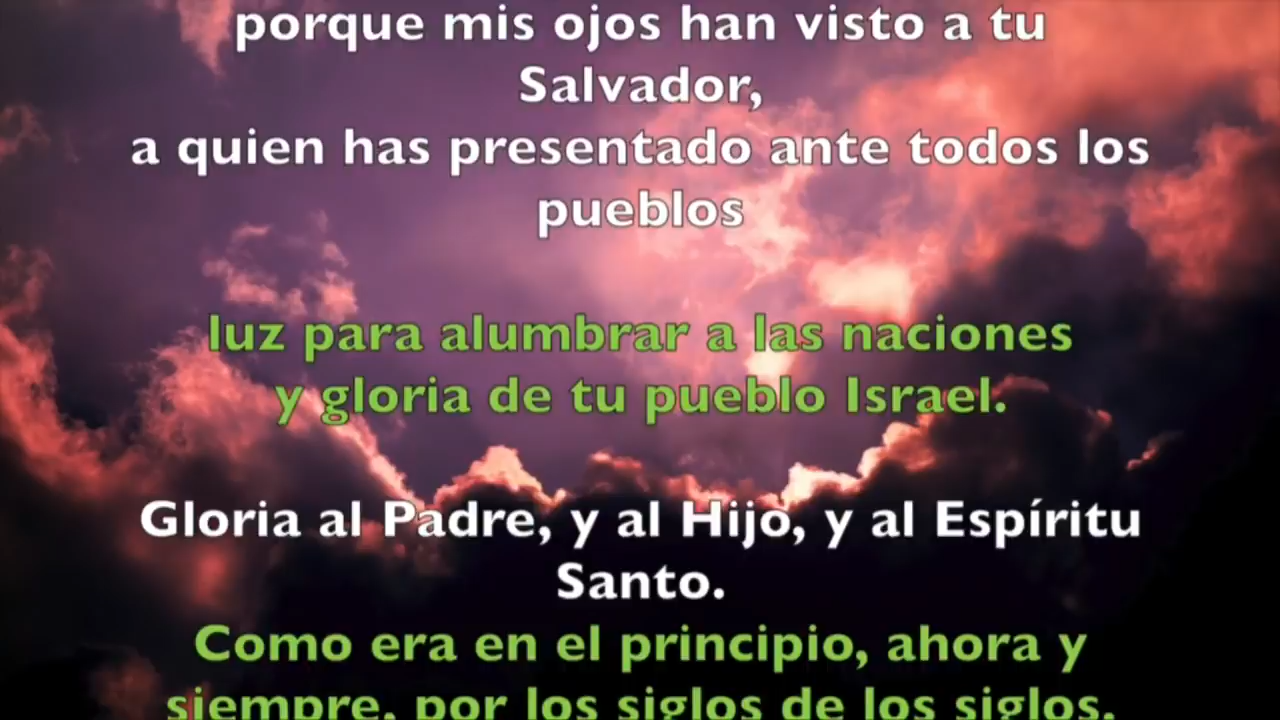 porque mis ojos han visto a tu
Salvador,
a quien has presentado ante todos los
pueblos
luz para alumbrar a las naciones
y gloria de tu pueblo Israel.
Gloria al Padre, y al Hijo, y al Espíritu
Santo.
Como era en el principio, ahora y
siempre, por los siglos de los siglos.